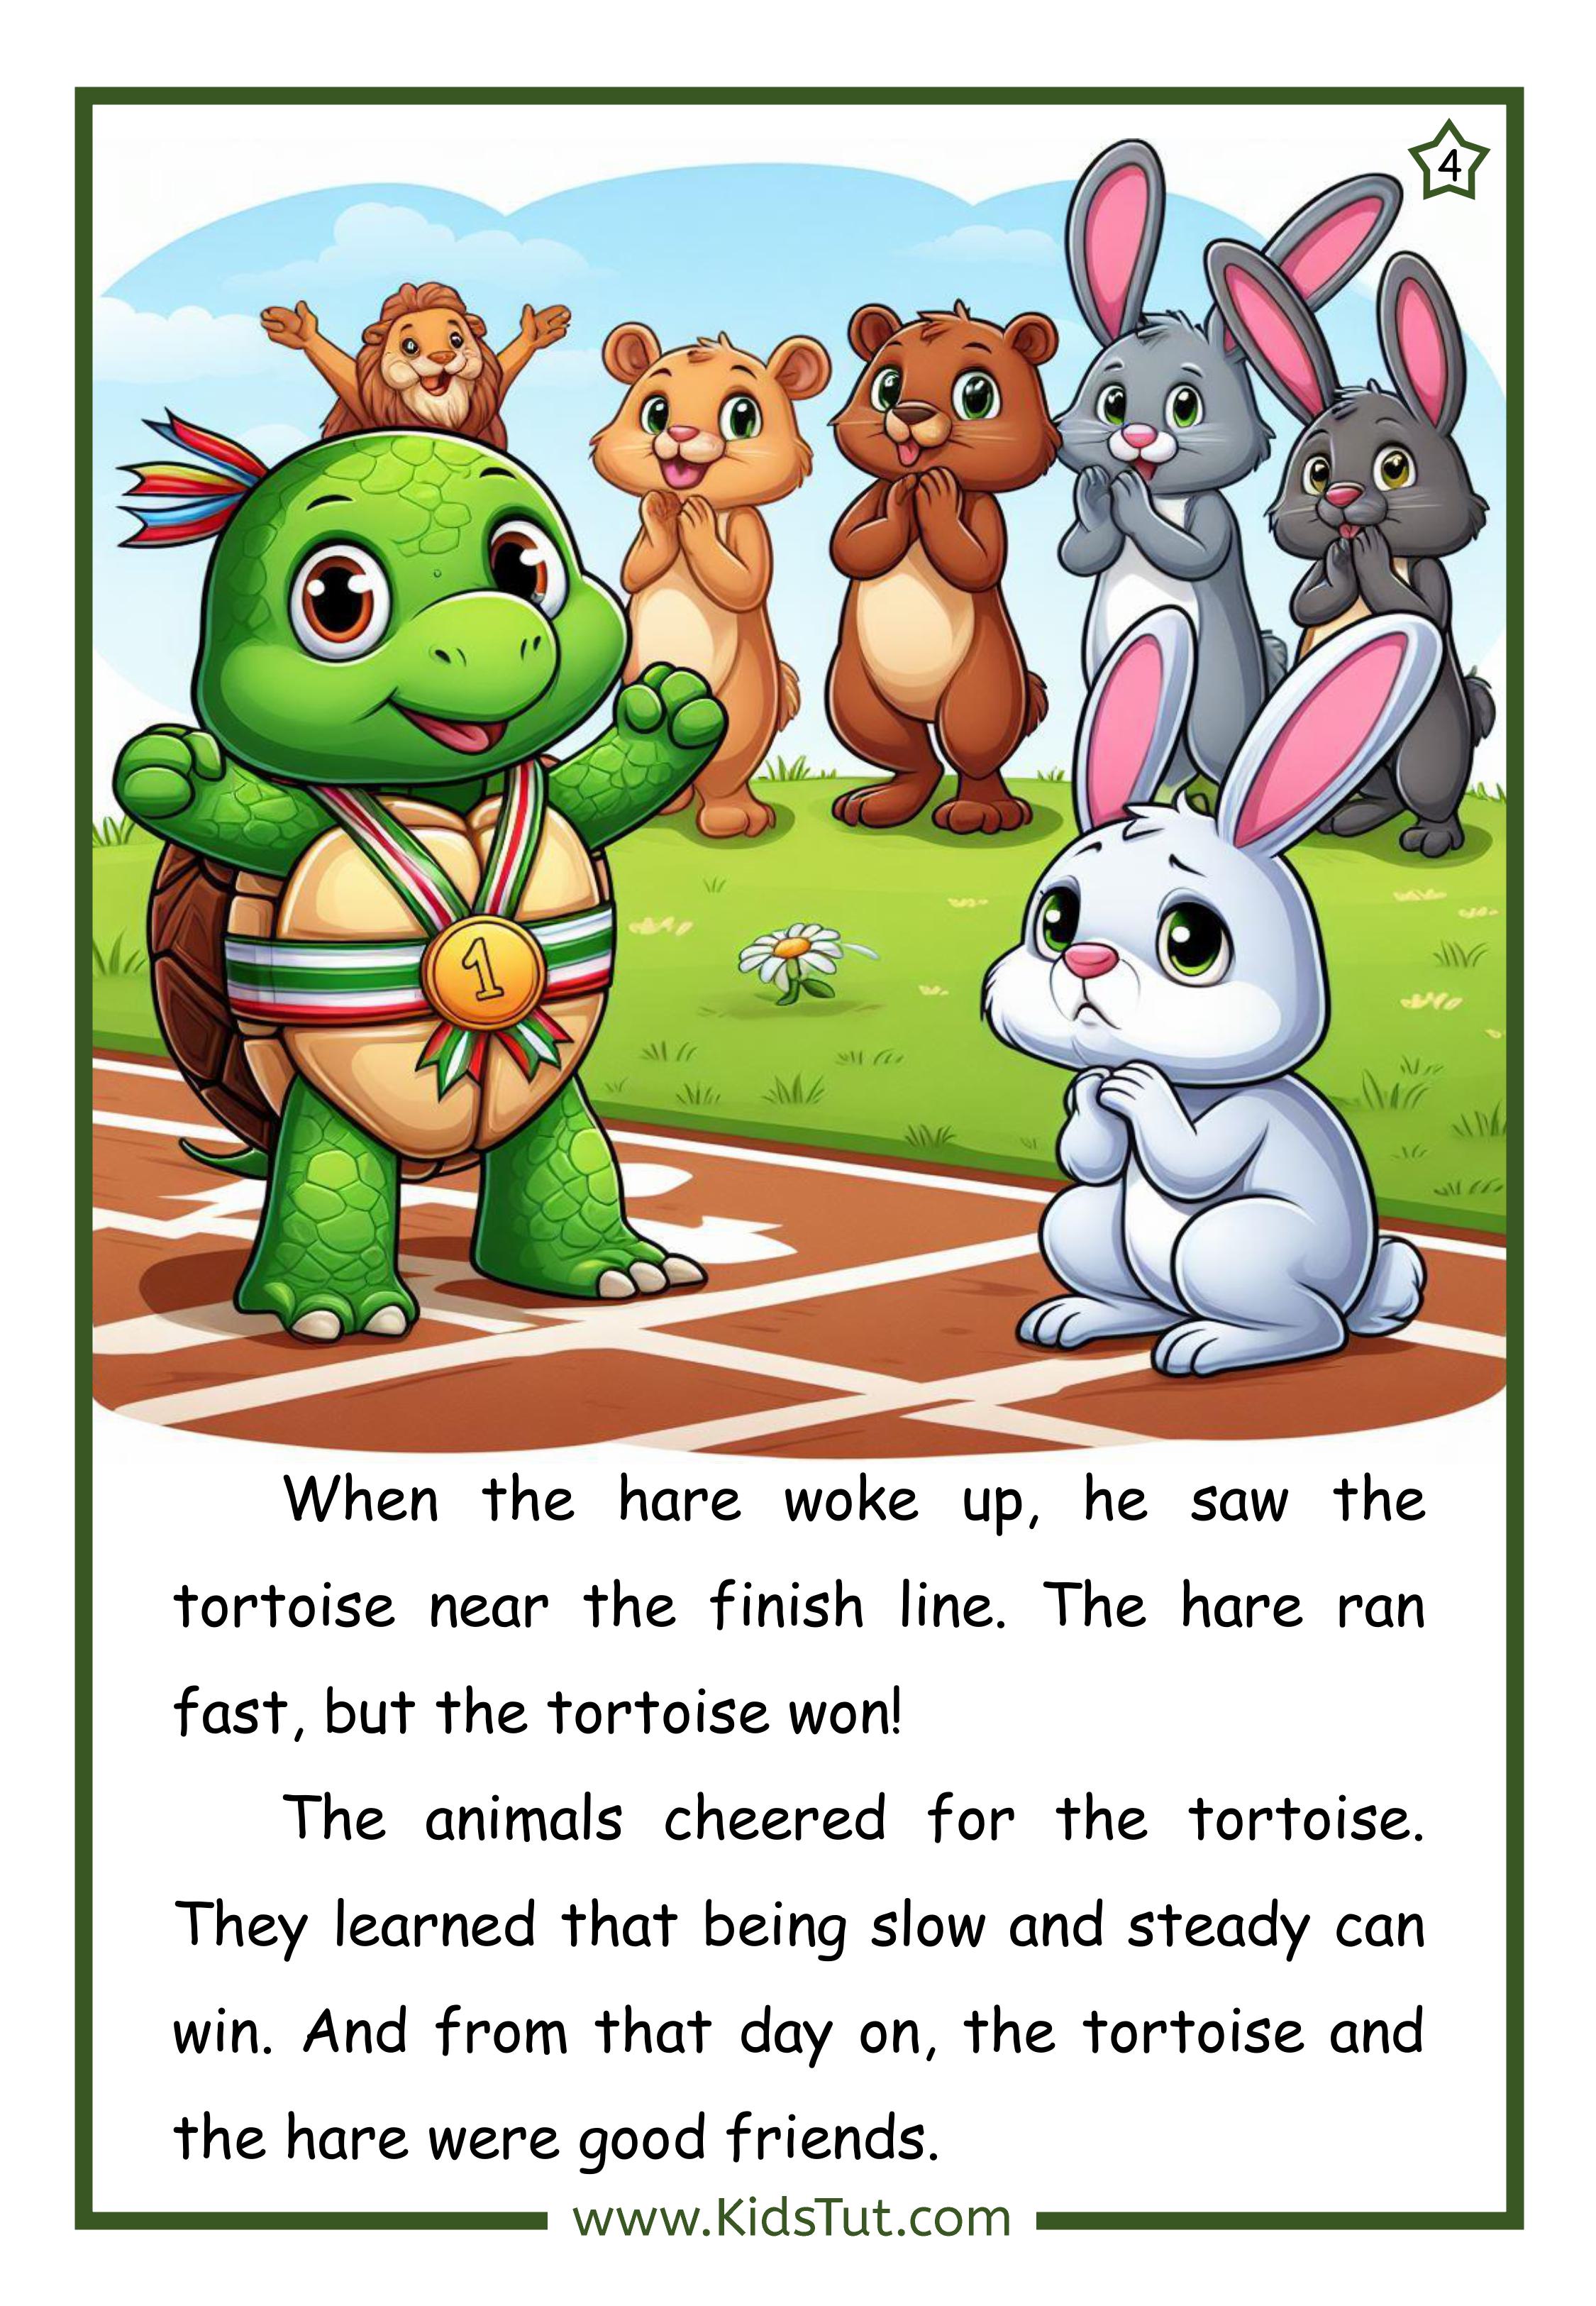 4
1
When the hare woke up, he saw the
tortoise near the finish line. The hare ran
fast, but the tortoise won!
The animals cheered for the tortoise.
They learned that being slow and steady can
win. And from that day on, the tortoise and
the hare were good friends.
www.KidsTut.com